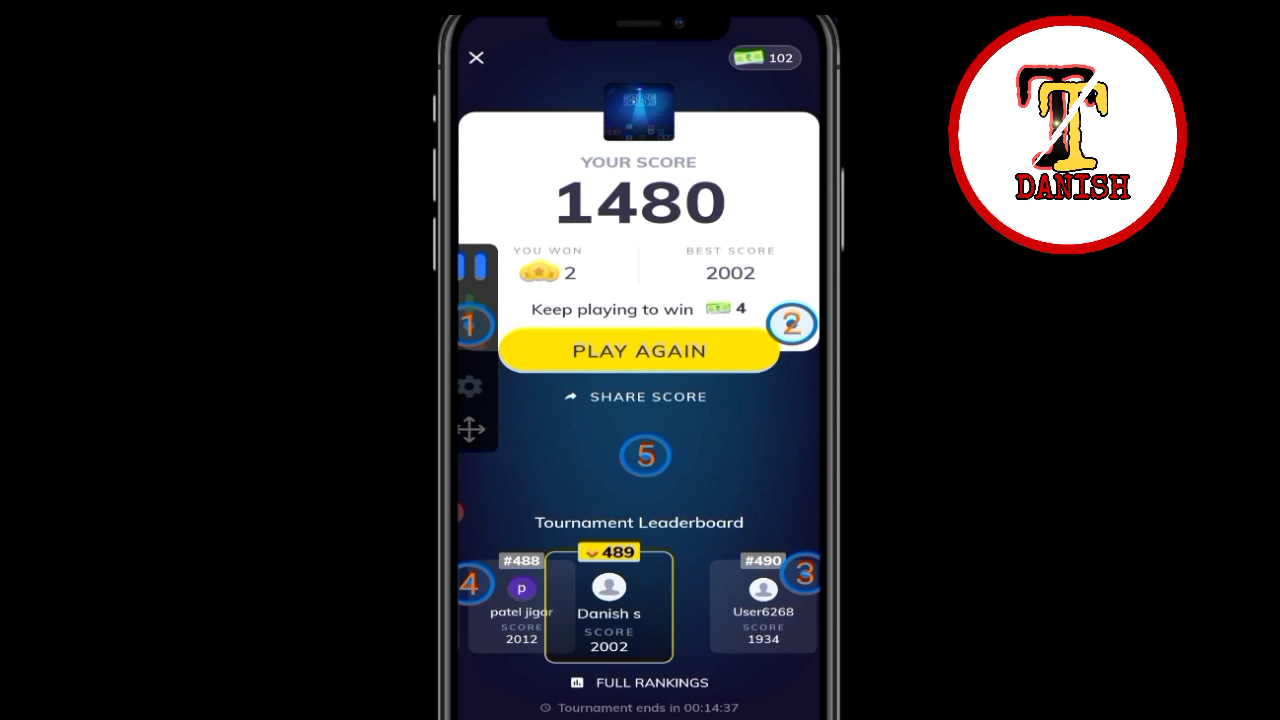 102
YOUR SCORE
1480
YOU WON
2
BEST SCORE
2002
Keep playing to win 4
1
2
PLAY AGAIN
SHARE SCORE
5
Tournament Leaderboard
#488
489
#490
4
3
p
patel jigar
Danish s
User6268
SCORE
SCORE
SCORE
2012
2002
1934
FULL RANKINGS
Tournament ends in 00:14:37
TT
DANISH